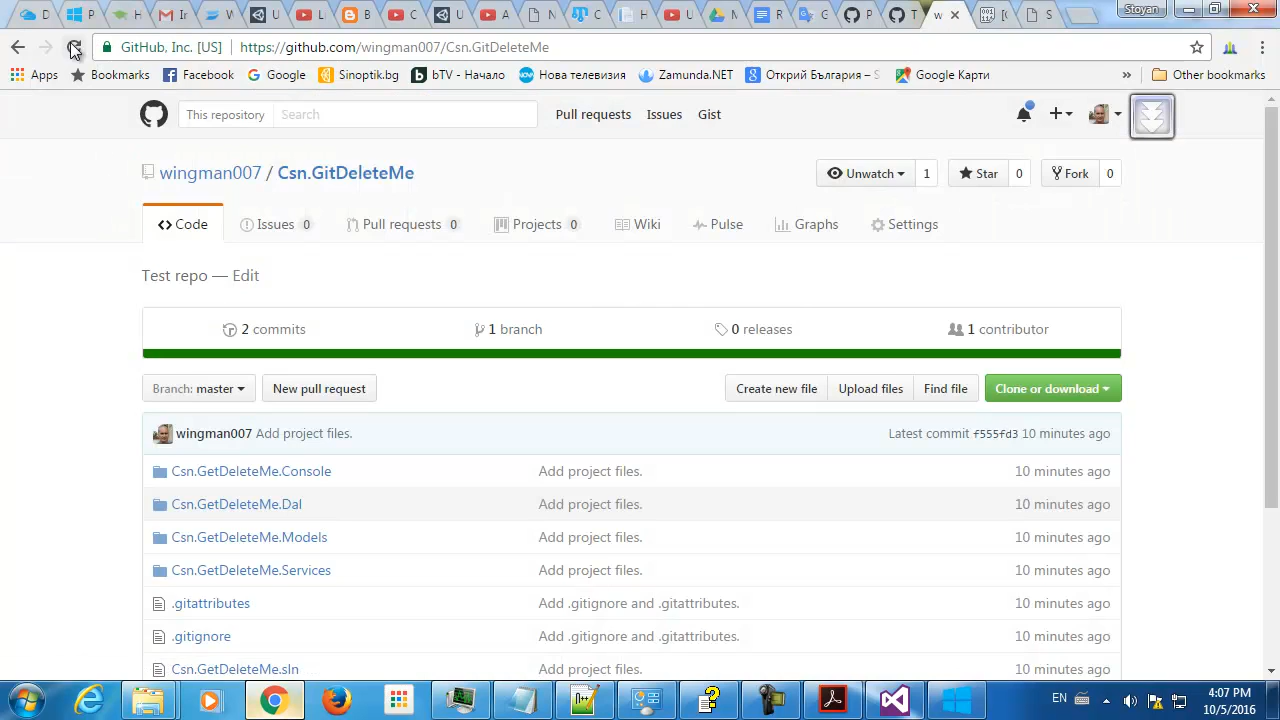 Stoyan
GitHub, Inc. [US] https://github.com/wingman007/Csn.GitDeleteMe
Apps Bookmarks Facebook Google Sinoptik.bg bTV - Начало Нова телевизия Zamunda.NET Открий България – S Google Карти » Other bookmarks
This repository Search Pull requests Issues Gist
wingman007 / Csn.GitDeleteMe Unwatch 1 Star 0 Fork 0
Code Issues 0 Pull requests 0 Projects 0 Wiki Pulse Graphs Settings
Test repo — Edit
2 commits 1 branch 0 releases 1 contributor
Branch: master New pull request Create new file Upload files Find file Clone or download
wingman007 Add project files. Latest commit f555fd3 10 minutes ago
Csn.GetDeleteMe.Console Add project files. 10 minutes ago
Csn.GetDeleteMe.Dal Add project files. 10 minutes ago
Csn.GetDeleteMe.Models Add project files. 10 minutes ago
Csn.GetDeleteMe.Services Add project files. 10 minutes ago
.gitattributes Add .gitignore and .gitattributes. 10 minutes ago
.gitignore Add .gitignore and .gitattributes. 10 minutes ago
Csn.GetDeleteMe.sln Add project files. 10 minutes ago
EN 4:07 PM
10/5/2016